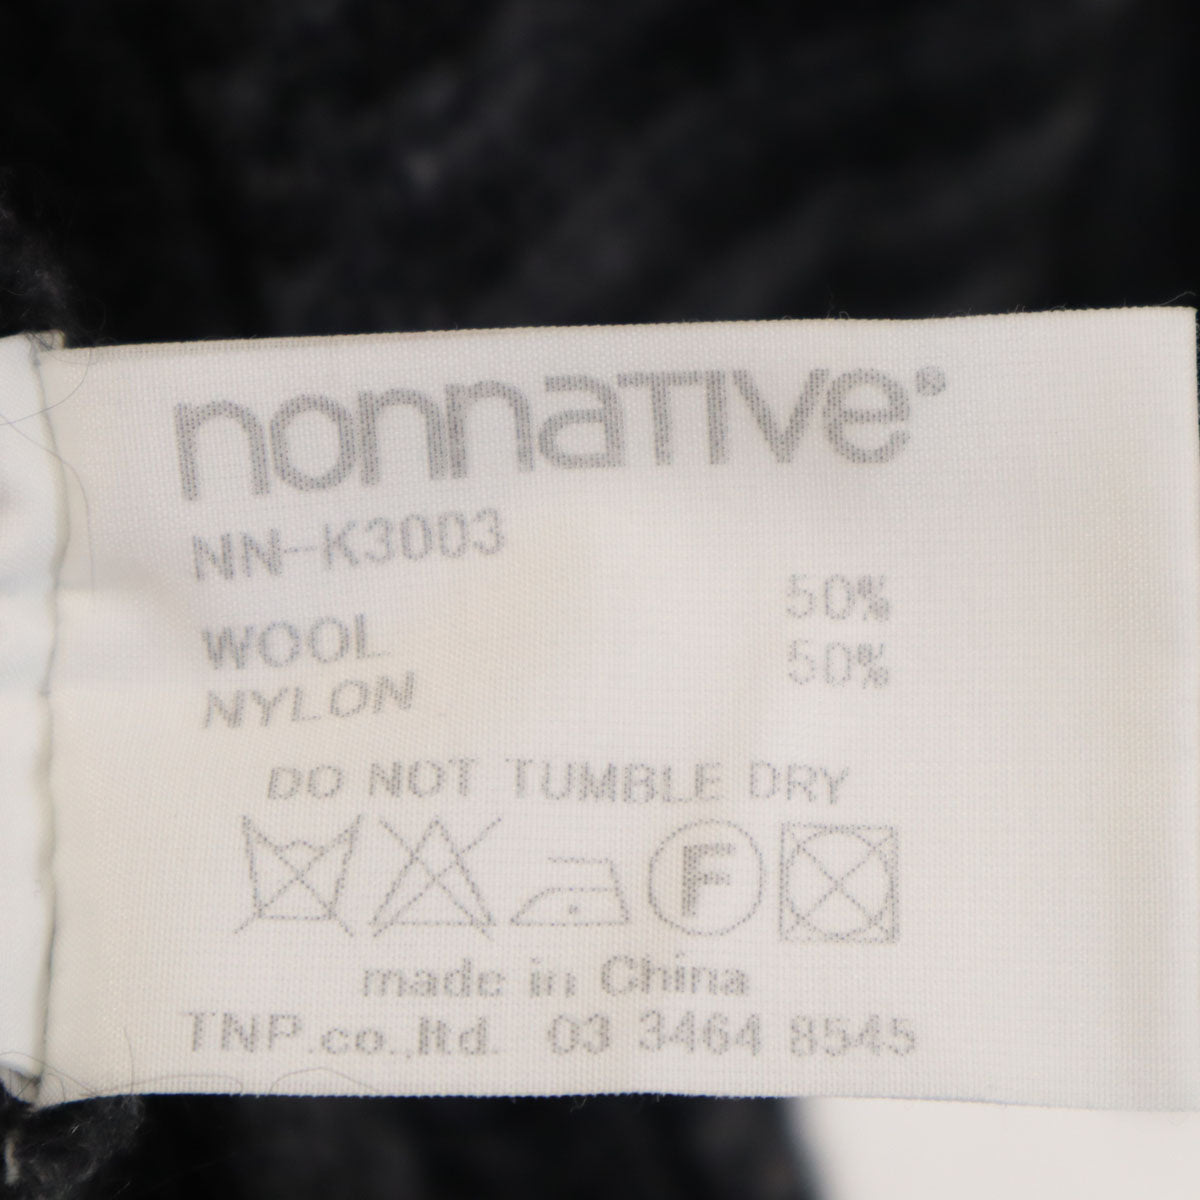 nonnative®
NN-K3003
WOOL 50%
NYLON 50%
DO NOT TUMBLE DRY
F
made in China
TNP.co.,ltd. 03 3464 8545